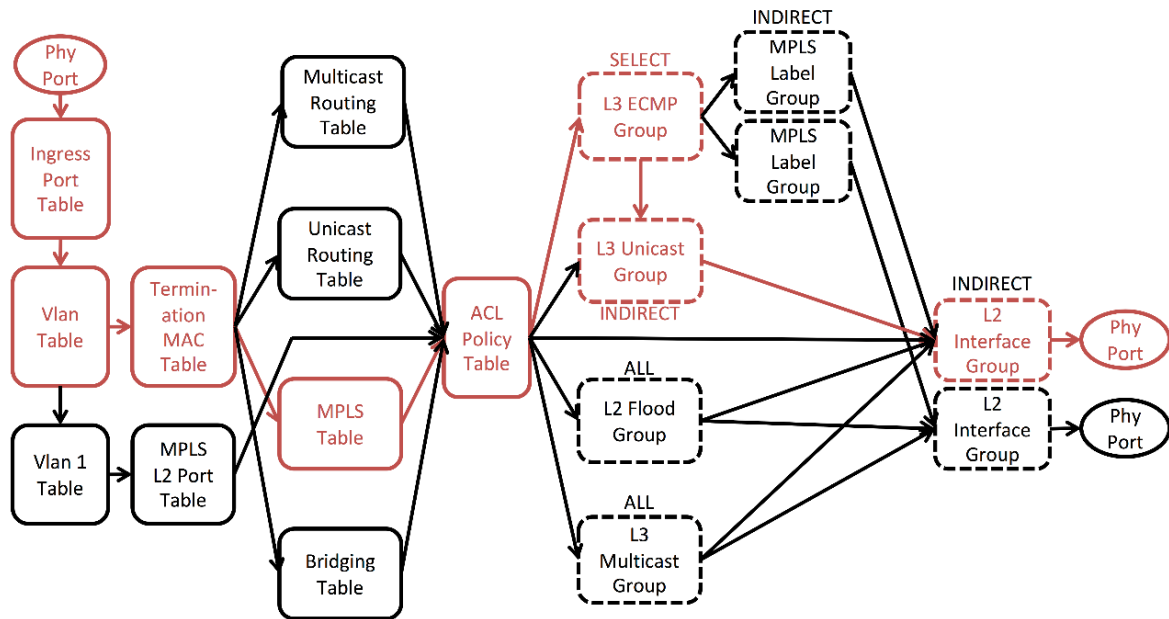 Phy
Port
Ingress
Port
Table
Vlan
Table
Vlan 1
Table
Termin-
ation
MAC
Table
MPLS
L2 Port
Table
Multicast
Routing
Table
Unicast
Routing
Table
MPLS
Table
Bridging
Table
ACL
Policy
Table
SELECT
L3 ECMP
Group
L3 Unicast
Group
INDIRECT
ALL
L2 Flood
Group
ALL
L3
Multicast
Group
INDIRECT
MPLS
Label
Group
MPLS
Label
Group
INDIRECT
L2
Interface
Group
L2
Interface
Group
Phy
Port
Phy
Port